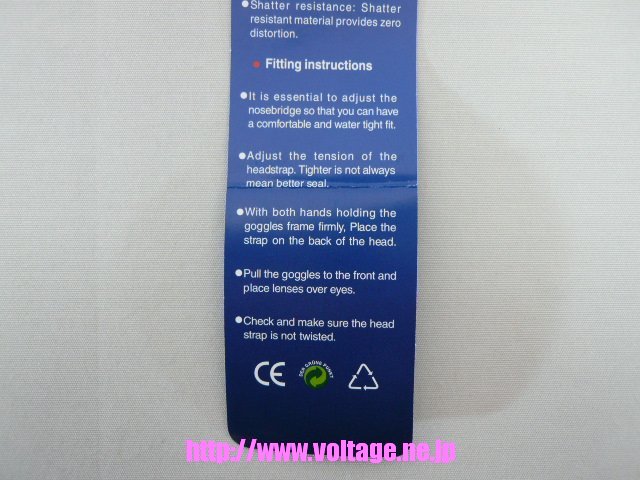 ●Shatter resistance: Shatter
resistant material provides zero
distortion.
● Fitting instructions
●It is essential to adjust the
nosebridge so that you can have
a comfortable and water tight fit.
●Adjust the tension of the
headstrap. Tighter is not always
mean better seal.
●With both hands holding the
goggles frame firmly, Place the
strap on the back of the head.
●Pull the goggles to the front and
place lenses over eyes.
●Check and make sure the head
strap is not twisted.
CE
DER GRÜNE PUNKT
http://www.voltage.ne.jp